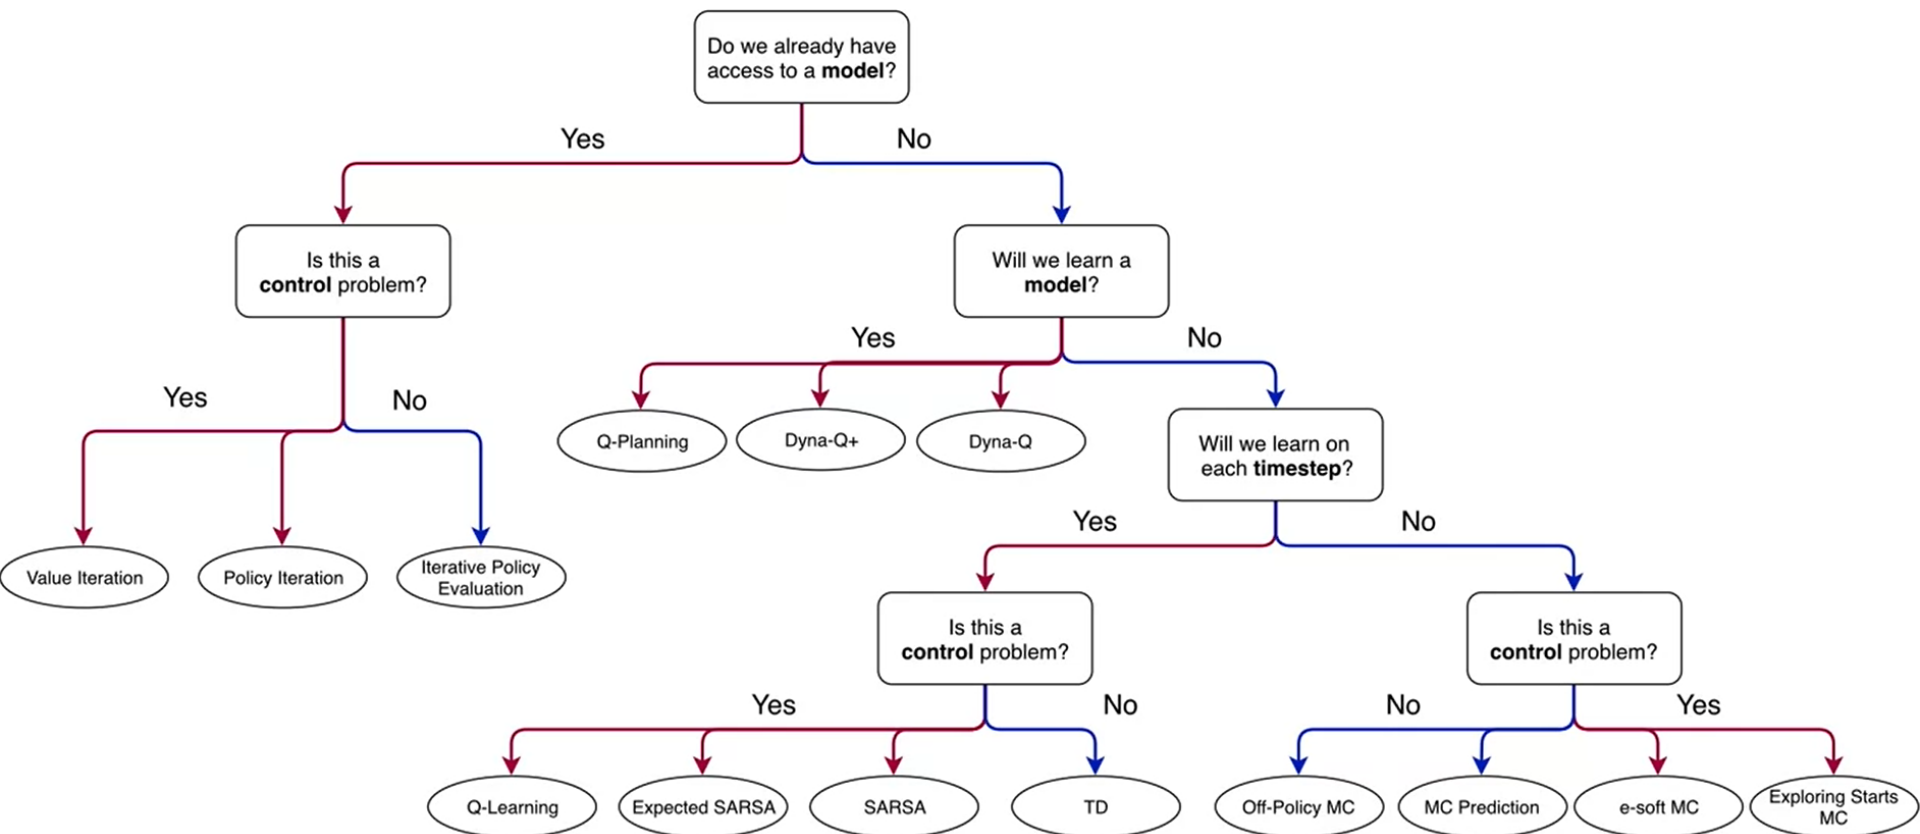 Do we already have
access to a model?
Yes
No
Is this a
control problem?
Will we learn a
model?
Yes
No
Yes
No
Q-Planning
Dyna-Q+
Dyna-Q
Will we learn on
each timestep?
Yes
No
Value Iteration
Policy Iteration
Iterative Policy
Evaluation
Is this a
control problem?
Is this a
control problem?
Yes
No
No
Yes
Q-Learning
Expected SARSA
SARSA
TD
Off-Policy MC
MC Prediction
e-soft MC
Exploring Starts
MC